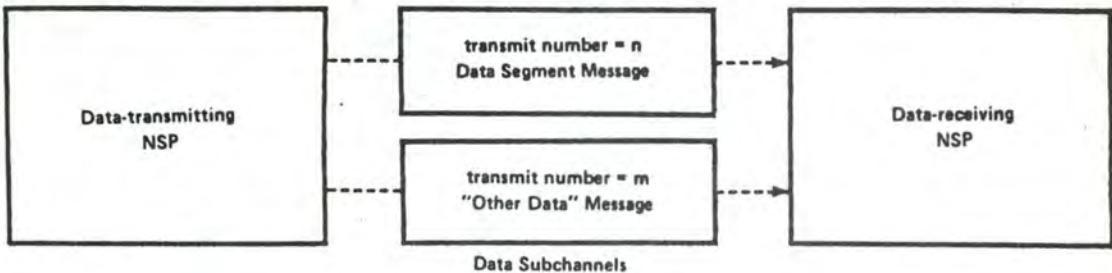 Data-transmitting
NSP
transmit number = n
Data Segment Message
transmit number = m
"Other Data" Message
Data-receiving
NSP
Data Subchannels